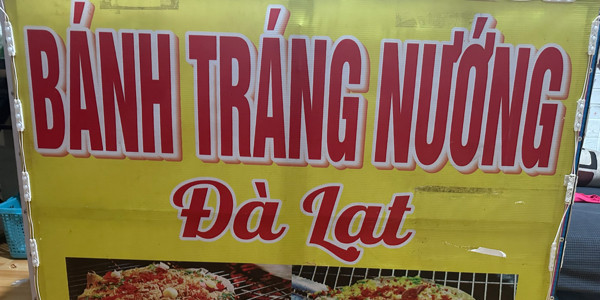 BÁNH TRÁNG NƯỚNG
Đà Lat